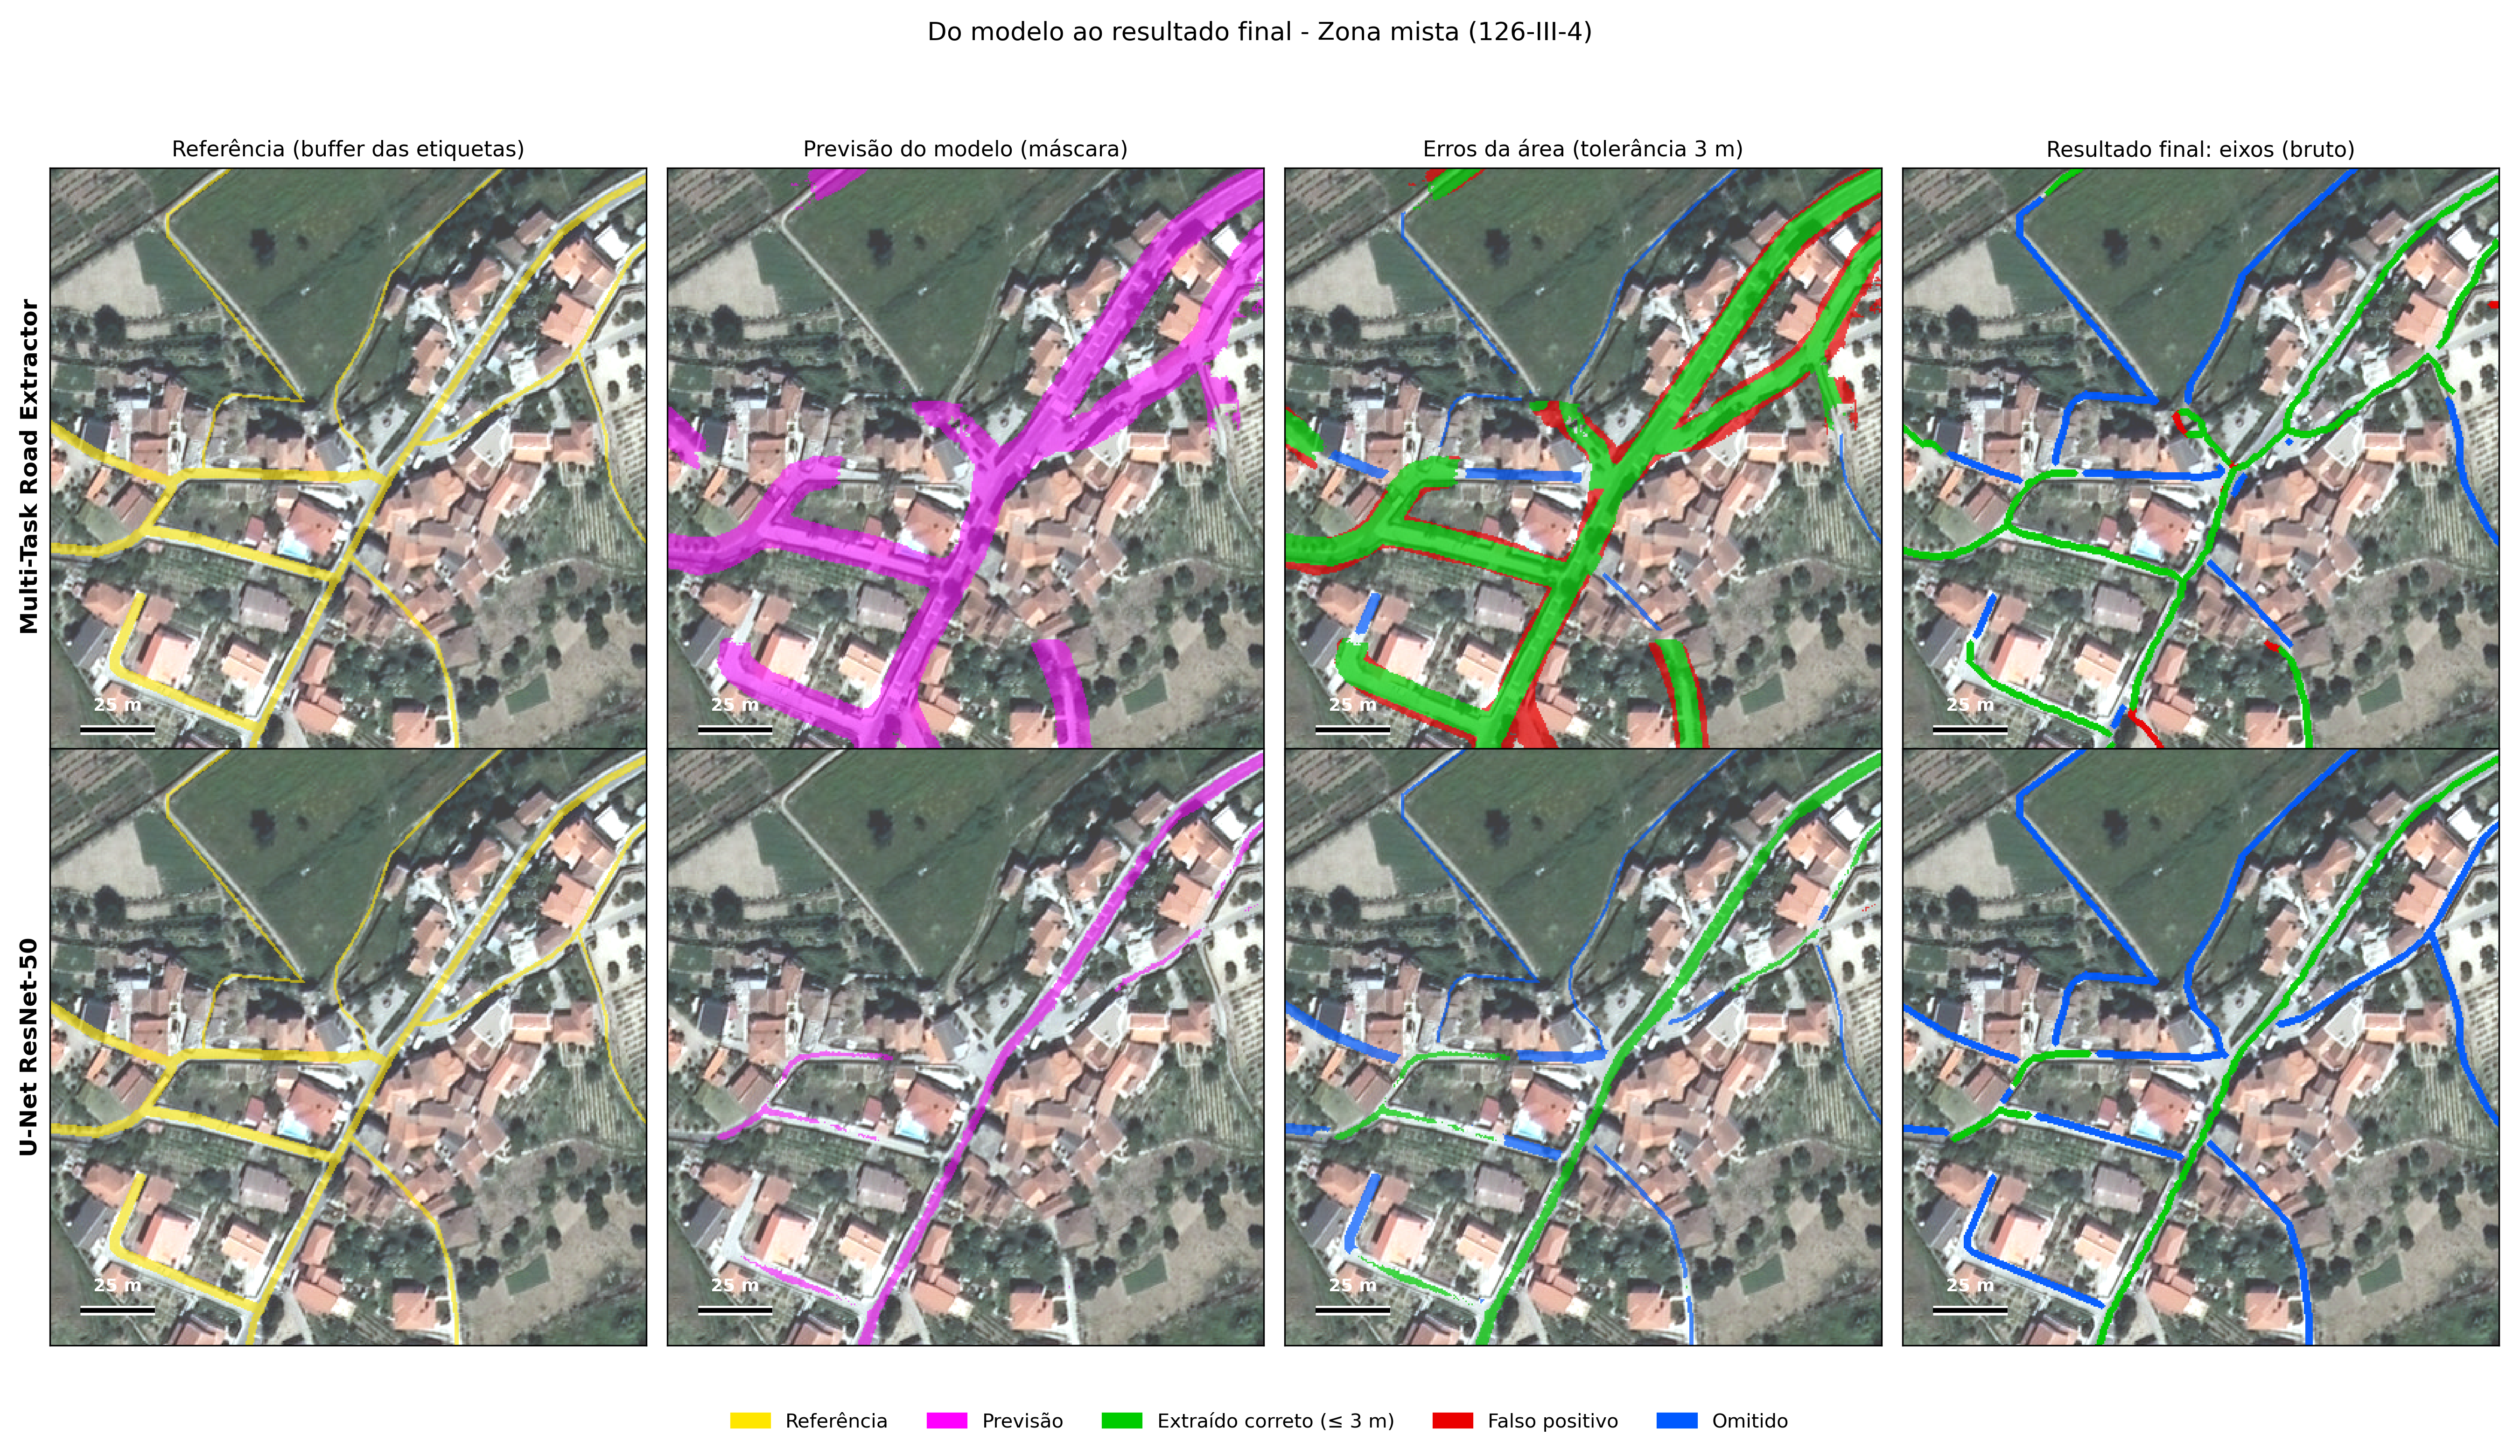 Do modelo ao resultado final - Zona mista (126-III-4)
Referência (buffer das etiquetas)
Previsão do modelo (máscara)
Erros da área (tolerância 3 m)
Resultado final: eixos (bruto)
Multi-Task Road Extractor
25 m
25 m
25 m
25 m
U-Net ResNet-50
25 m
25 m
25 m
25 m
Referência
Previsão
Extraído correto (≤ 3 m)
Falso positivo
Omitido